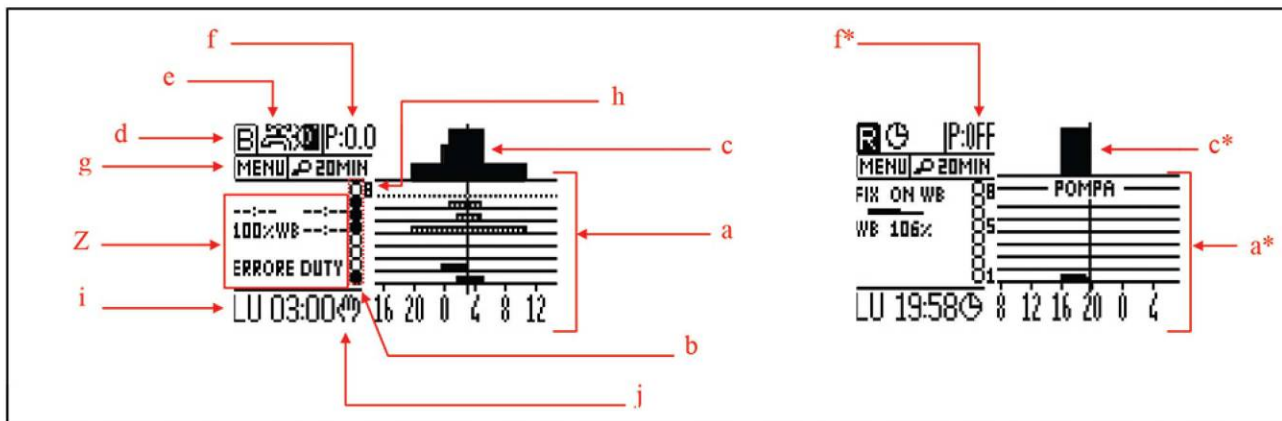 f
f*
e
h
d
B P:0.0
R P:OFF
c
c*
g
MENU 20MIN
MENU 20MIN
8
FIX ON WB 8
POMPA
Z
--:-- --:--
100%WB --:--
WB 106% 5
a
a*
ERRORE DUTY
1
i
LU 03:00 16 20 0 4 8 12
LU 19:58 8 12 16 20 0 4
b
j